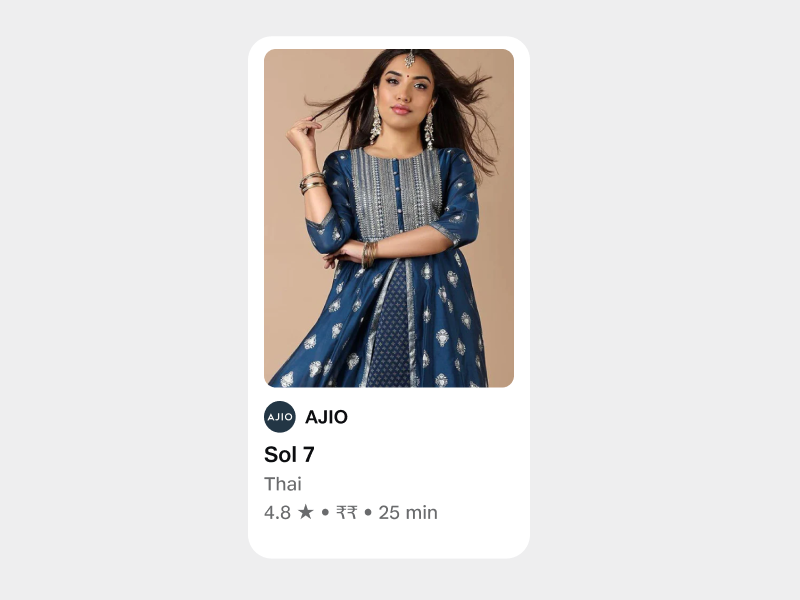 AJIO AJIO
Sol 7
Thai
4.8 ★ • ₹₹ • 25 min